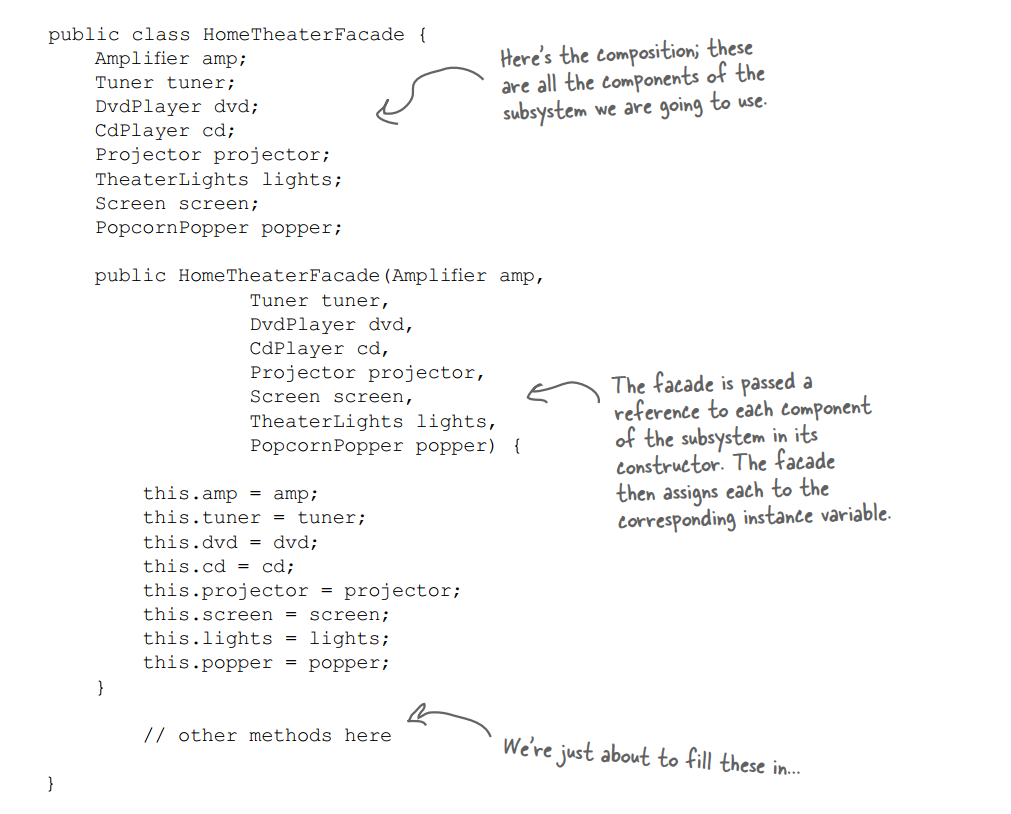 public class HomeTheaterFacade {
Amplifier amp;
Tuner tuner;
DvdPlayer dvd;
CdPlayer cd;
Projector projector;
TheaterLights lights;
Screen screen;
PopcornPopper popper;
Here's the composition; these
are all the components of the
subsystem we are going to use.
public HomeTheaterFacade(Amplifier amp,
Tuner tuner,
DvdPlayer dvd,
CdPlayer cd,
Projector projector,
Screen screen,
TheaterLights lights,
PopcornPopper popper) {
The facade is passed a
reference to each component
of the subsystem in its
constructor. The facade
then assigns each to the
corresponding instance variable.
this.amp = amp;
this.tuner = tuner;
this.dvd = dvd;
this.cd = cd;
this.projector = projector;
this.screen = screen;
this.lights = lights;
this.popper = popper;
}
// other methods here
We're just about to fill these in...
}